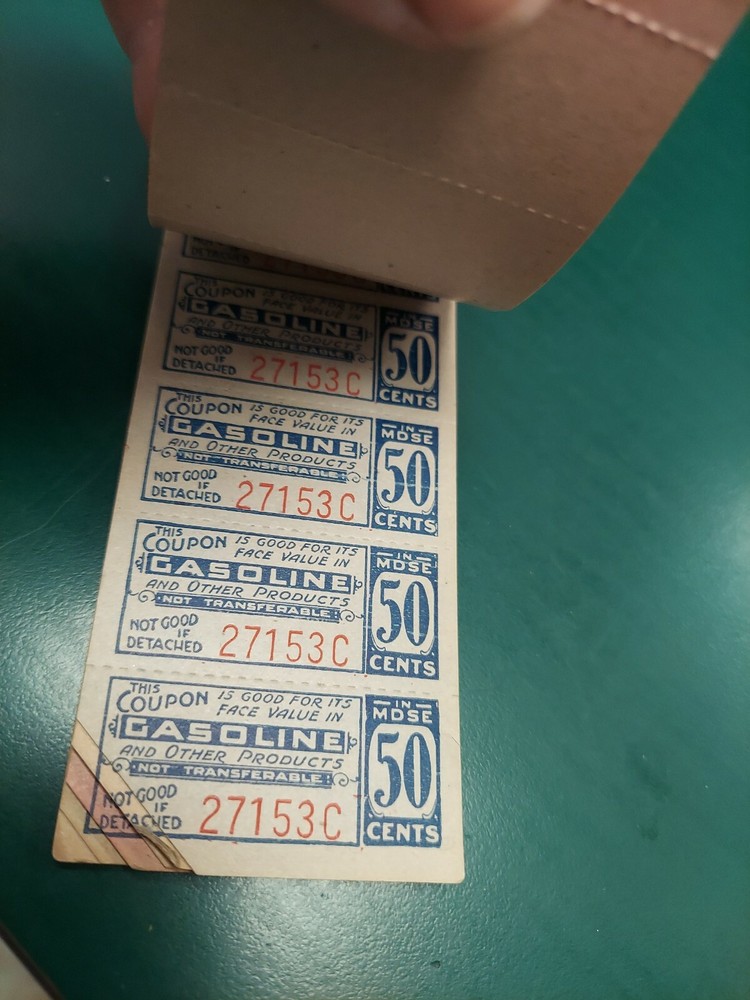 DETACHED
CENTS
THIS
COUPON IS GOOD FOR ITS
FACE VALUE IN
GASOLINE
AND OTHER PRODUCTS
NOT TRANSFERABLE
NOT GOOD
IF
DETACHED
27153C
IN
MDSE
50
CENTS
THIS
COUPON IS GOOD FOR ITS
FACE VALUE IN
GASOLINE
AND OTHER PRODUCTS
NOT TRANSFERABLE
NOT GOOD
IF
DETACHED
27153C
IN
MDSE
50
CENTS
THIS
COUPON IS GOOD FOR ITS
FACE VALUE IN
GASOLINE
AND OTHER PRODUCTS
NOT TRANSFERABLE
NOT GOOD
IF
DETACHED
27153C
IN
MDSE
50
CENTS
THIS
COUPON IS GOOD FOR ITS
FACE VALUE IN
GASOLINE
AND OTHER PRODUCTS
NOT TRANSFERABLE
NOT GOOD
IF
DETACHED
27153C
IN
MDSE
50
CENTS